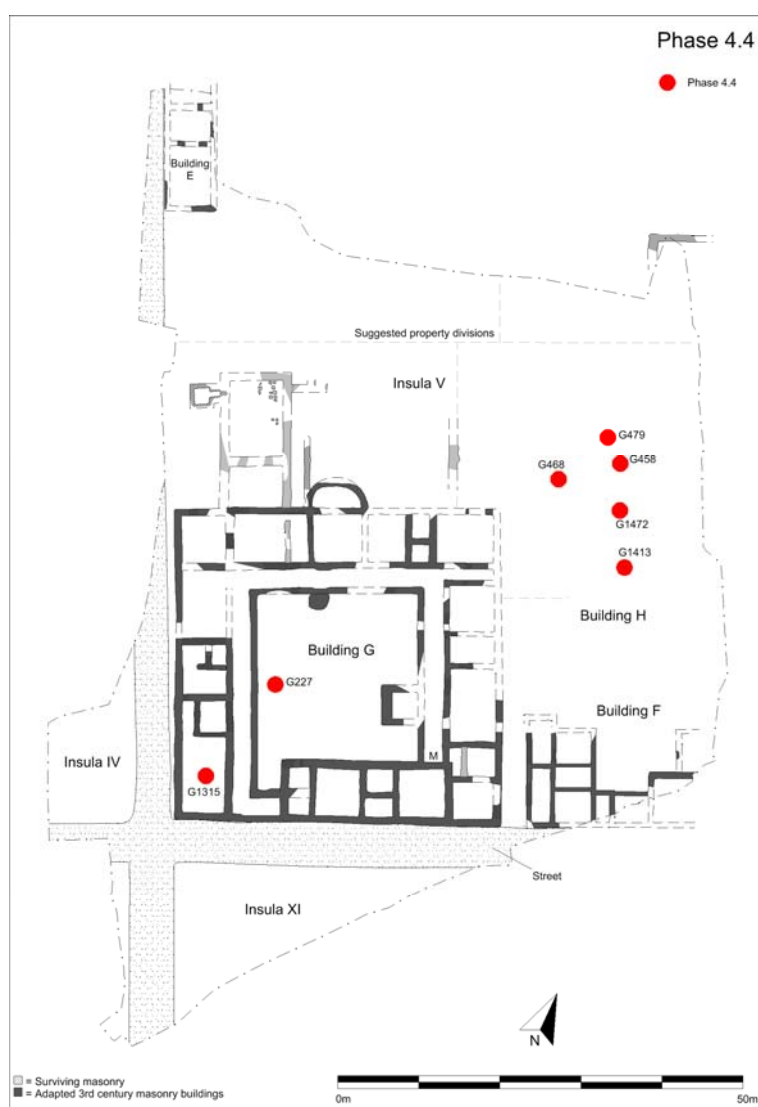 Phase 4.4
Phase 4.4
Building
E
Suggested property divisions
Insula V
G479
G458
G468
G1472
G1413
Building H
Building G
G227
Building F
M
Insula IV
G1315
Street
Insula XI
N
= Surviving masonry
= Adapted 3rd century masonry buildings
0m
50m